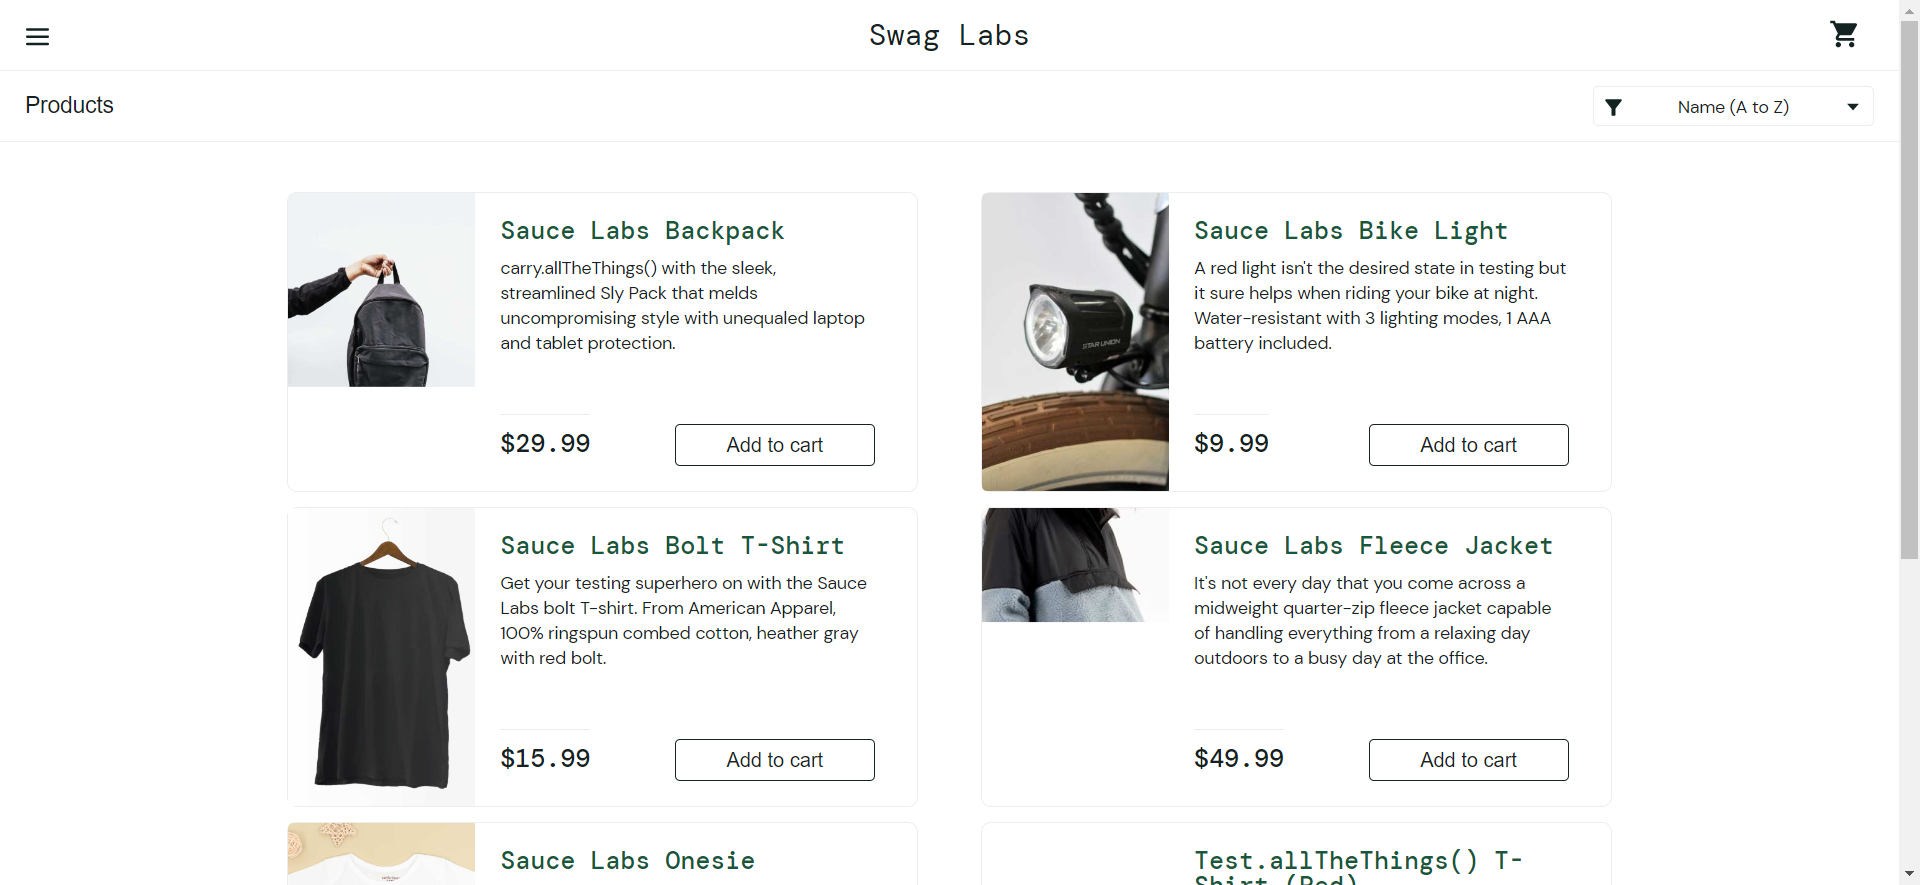 Swag Labs
Products
Name (A to Z)
Sauce Labs Backpack
carry.allTheThings() with the sleek,
streamlined Sly Pack that melds
uncompromising style with unequaled laptop
and tablet protection.
$29.99
Add to cart
Sauce Labs Bike Light
A red light isn't the desired state in testing but
it sure helps when riding your bike at night.
Water-resistant with 3 lighting modes, 1 AAA
battery included.
STAR UNION
$9.99
Add to cart
Sauce Labs Bolt T-Shirt
Get your testing superhero on with the Sauce
Labs bolt T-shirt. From American Apparel,
100% ringspun combed cotton, heather gray
with red bolt.
$15.99
Add to cart
Sauce Labs Fleece Jacket
It's not every day that you come across a
midweight quarter-zip fleece jacket capable
of handling everything from a relaxing day
outdoors to a busy day at the office.
$49.99
Add to cart
Sauce Labs Onesie
Test.allTheThings() T-
Shirt (Red)